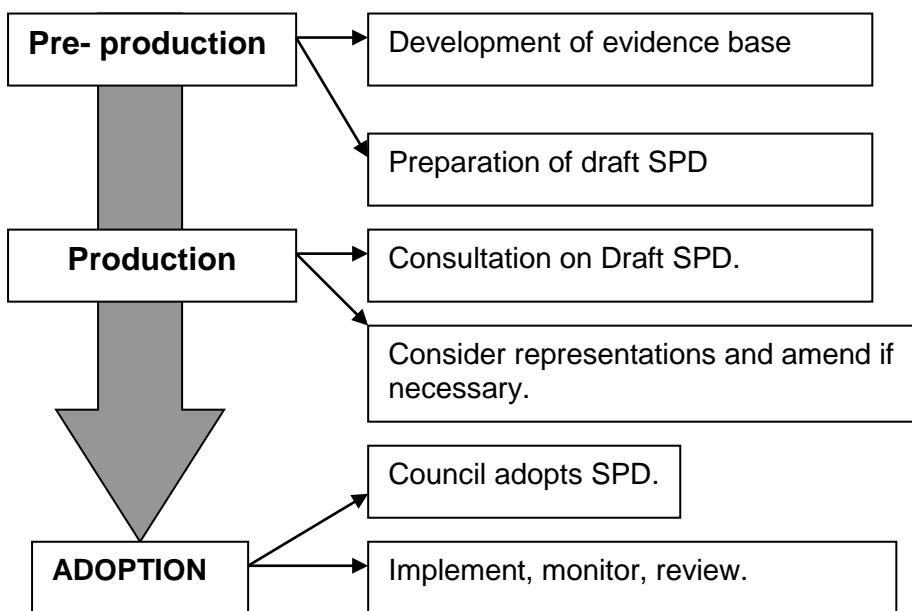 Pre- production
Development of evidence base
Preparation of draft SPD
Production
Consultation on Draft SPD.
Consider representations and amend if
necessary.
Council adopts SPD.
ADOPTION
Implement, monitor, review.